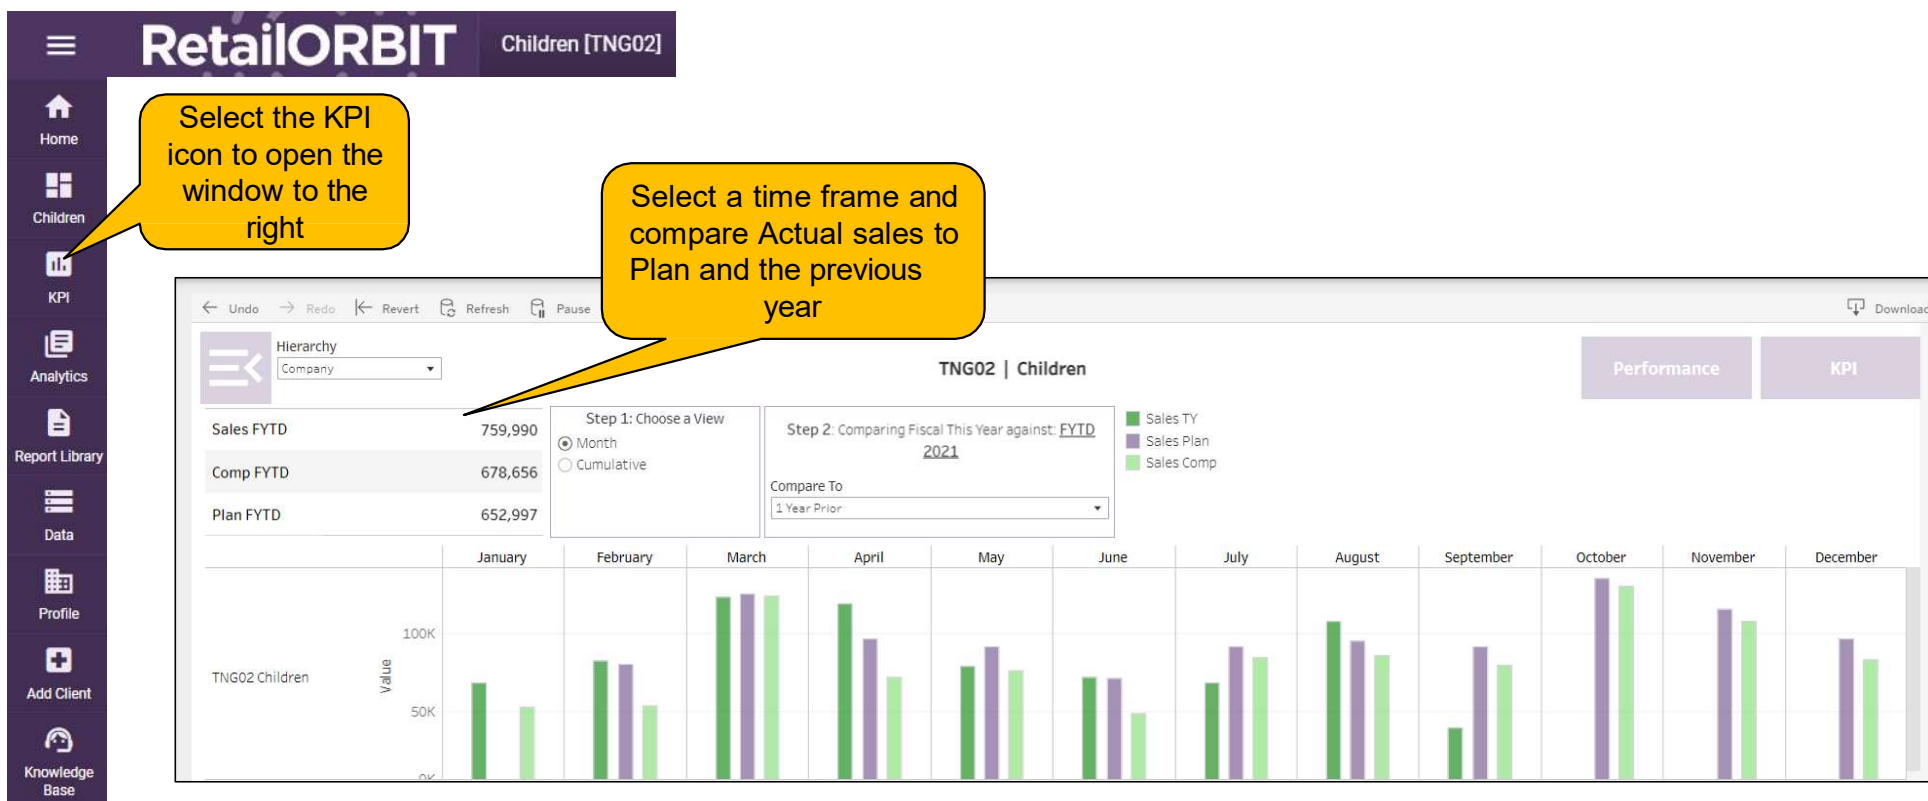 RetailORBIT
Children [TNG02]
Home
Children
KPI
Analytics
Report Library
Data
Profile
Add Client
Knowledge
Base
Select the KPI
icon to open the
window to the
right
Select a time frame and
compare Actual sales to
Plan and the previous
year
Undo
Redo
Revert
Refresh
Pause
Download
Hierarchy
Company
TNG02 | Children
Performance
KPI
Sales FYTD 759,990
Comp FYTD 678,656
Plan FYTD 652,997
Step 1: Choose a View
Month
Cumulative
Step 2: Comparing Fiscal This Year against: FYTD
2021
Compare To
1 Year Prior
Sales TY
Sales Plan
Sales Comp
January February March April May June July August September October November December
TNG02 Children
Value
100K
50K
0K